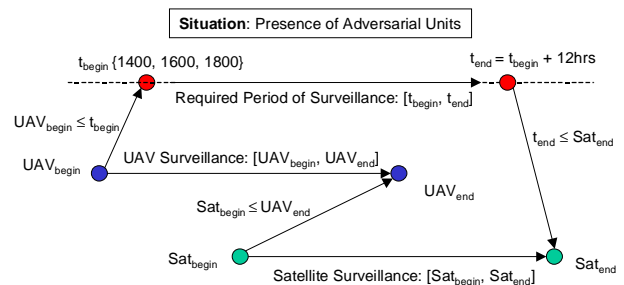 Situation: Presence of Adversarial Units
t_begin {1400, 1600, 1800}
t_end = t_begin + 12hrs
Required Period of Surveillance: [t_begin, t_end]
UAV_begin ≤ t_begin
t_end ≤ Sat_end
UAV_begin
UAV Surveillance: [UAV_begin, UAV_end]
UAV_end
Sat_begin ≤ UAV_end
Sat_begin
Sat_end
Satellite Surveillance: [Sat_begin, Sat_end]